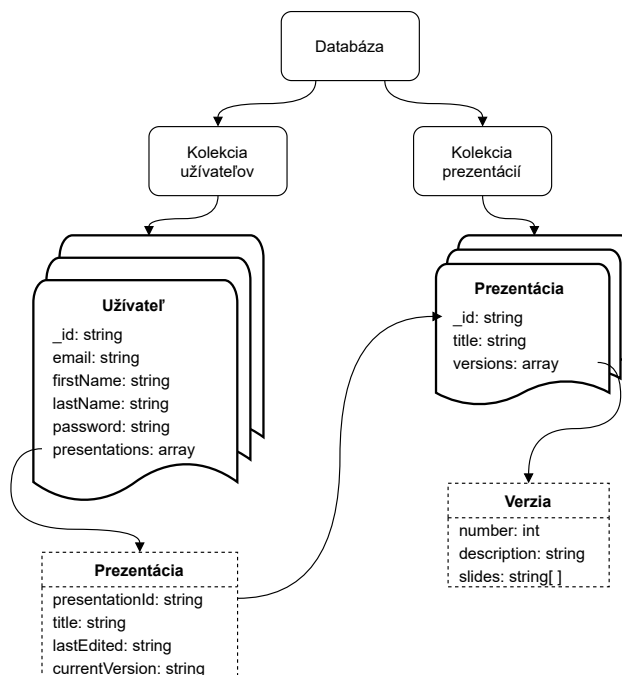 Databáza
Kolekcia
užívateľov
Kolekcia
prezentácií
Užívateľ
_id: string
email: string
firstName: string
lastName: string
password: string
presentations: array
Prezentácia
_id: string
title: string
versions: array
Verzia
number: int
description: string
slides: string[ ]
Prezentácia
presentationId: string
title: string
lastEdited: string
currentVersion: string